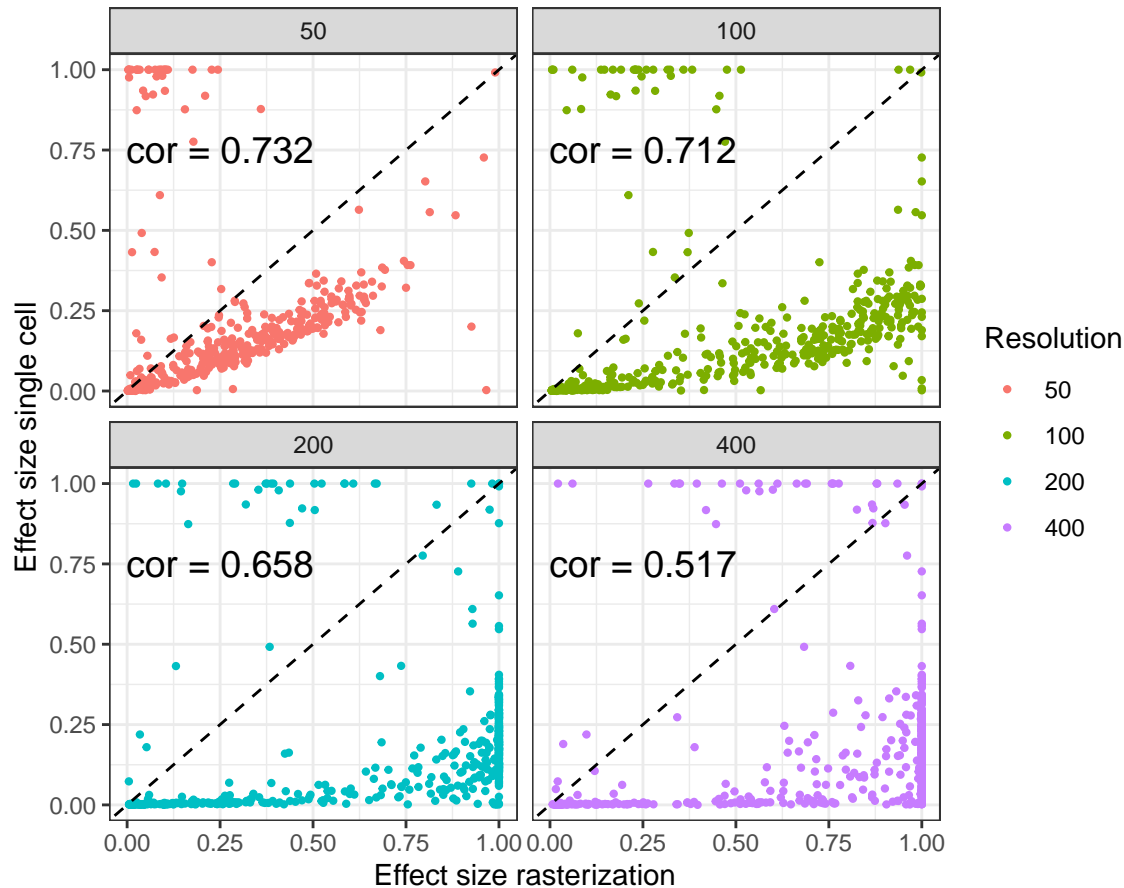 50
100
1.00
0.75
0.50
0.25
0.00
cor = 0.732
cor = 0.712
200
400
1.00
0.75
0.50
0.25
0.00
cor = 0.658
cor = 0.517
0.00 0.25 0.50 0.75 1.00
0.00 0.25 0.50 0.75 1.00
Effect size rasterization
Effect size single cell
Resolution
50
100
200
400